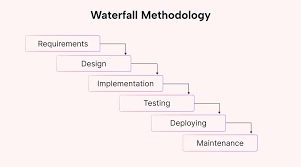 Waterfall Methodology
Requirements
Design
Implementation
Testing
Deploying
Maintenance